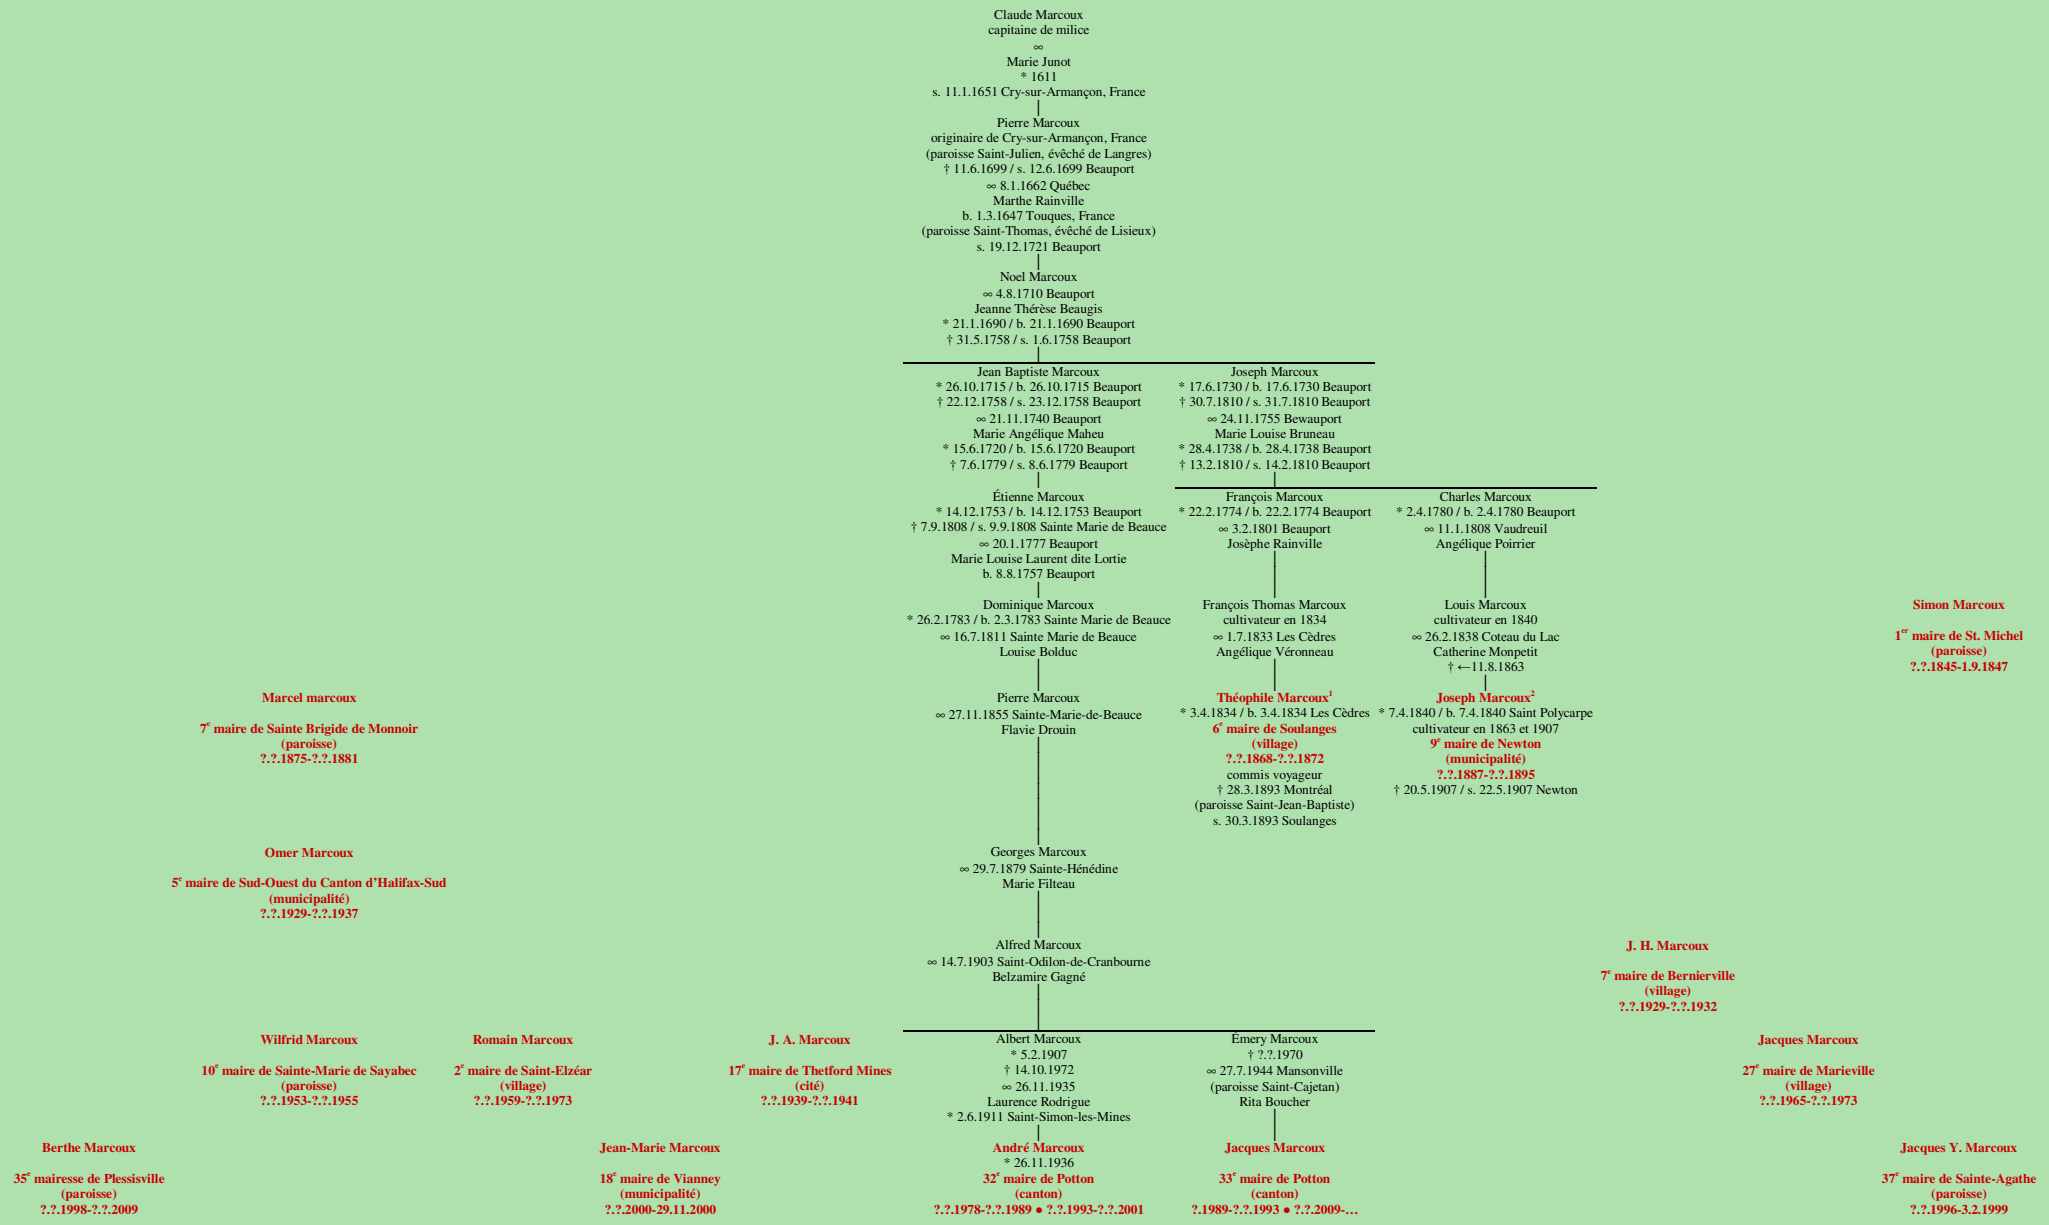 Claude Marcoux
capitaine de milice
∞
Marie Junot
* 1611
s. 11.1.1651 Cry-sur-Armançon, France
Pierre Marcoux
originaire de Cry-sur-Armançon, France
(paroisse Saint-Julien, évêché de Langres)
† 11.6.1699 / s. 12.6.1699 Beauport
∞ 8.1.1662 Québec
Marthe Rainville
b. 1.3.1647 Touques, France
(paroisse Saint-Thomas, évêché de Lisieux)
s. 19.12.1721 Beauport
Noel Marcoux
∞ 4.8.1710 Beauport
Jeanne Thérèse Beaugis
* 21.1.1690 / b. 21.1.1690 Beauport
† 31.5.1758 / s. 1.6.1758 Beauport
Jean Baptiste Marcoux
* 26.10.1715 / b. 26.10.1715 Beauport
† 22.12.1758 / s. 23.12.1758 Beauport
∞ 21.11.1740 Beauport
Marie Angélique Maheu
* 15.6.1720 / b. 15.6.1720 Beauport
† 7.6.1779 / s. 8.6.1779 Beauport
Joseph Marcoux
* 17.6.1730 / b. 17.6.1730 Beauport
† 30.7.1810 / s. 31.7.1810 Beauport
∞ 24.11.1755 Bewauport
Marie Louise Bruneau
* 28.4.1738 / b. 28.4.1738 Beauport
† 13.2.1810 / s. 14.2.1810 Beauport
Étienne Marcoux
* 14.12.1753 / b. 14.12.1753 Beauport
† 7.9.1808 / s. 9.9.1808 Sainte Marie de Beauce
∞ 20.1.1777 Beauport
Marie Louise Laurent dite Lortie
b. 8.8.1757 Beauport
François Marcoux
* 22.2.1774 / b. 22.2.1774 Beauport
∞ 3.2.1801 Beauport
Josèphe Rainville
Charles Marcoux
* 2.4.1780 / b. 2.4.1780 Beauport
∞ 11.1.1808 Vaudreuil
Angélique Poirrier
Dominique Marcoux
* 26.2.1783 / b. 2.3.1783 Sainte Marie de Beauce
∞ 16.7.1811 Sainte Marie de Beauce
Louise Bolduc
François Thomas Marcoux
cultivateur en 1834
∞ 1.7.1833 Les Cèdres
Angélique Véronneau
Louis Marcoux
cultivateur en 1840
∞ 26.2.1838 Coteau du Lac
Catherine Monpetit
† ←11.8.1863
Simon Marcoux
1er maire de St. Michel
(paroisse)
?.?.1845-1.9.1847
Marcel marcoux
7e maire de Sainte Brigide de Monnoir
(paroisse)
?.?.1875-?.?.1881
Pierre Marcoux
∞ 27.11.1855 Sainte-Marie-de-Beauce
Flavie Drouin
Théophile Marcoux1
* 3.4.1834 / b. 3.4.1834 Les Cèdres
6e maire de Soulanges
(village)
?.?.1868-?.?.1872
commis voyageur
† 28.3.1893 Montréal
(paroisse Saint-Jean-Baptiste)
s. 30.3.1893 Soulanges
Joseph Marcoux2
* 7.4.1840 / b. 7.4.1840 Saint Polycarpe
cultivateur en 1863 et 1907
9e maire de Newton
(municipalité)
?.?.1887-?.?.1895
† 20.5.1907 / s. 22.5.1907 Newton
Omer Marcoux
5e maire de Sud-Ouest du Canton d'Halifax-Sud
(municipalité)
?.?.1929-?.?.1937
Georges Marcoux
∞ 29.7.1879 Sainte-Hénédine
Marie Filteau
Alfred Marcoux
∞ 14.7.1903 Saint-Odilon-de-Cranbourne
Belzamire Gagné
J. H. Marcoux
7e maire de Bernierville
(village)
?.?.1929-?.?.1932
Wilfrid Marcoux
10e maire de Sainte-Marie de Sayabec
(paroisse)
?.?.1953-?.?.1955
Romain Marcoux
2e maire de Saint-Elzéar
(village)
?.?.1959-?.?.1973
J. A. Marcoux
17e maire de Thetford Mines
(cité)
?.?.1939-?.?.1941
Albert Marcoux
* 5.2.1907
† 14.10.1972
∞ 26.11.1935
Laurence Rodrigue
* 2.6.1911 Saint-Simon-les-Mines
Émery Marcoux
† ?.?.1970
∞ 27.7.1944 Mansonville
(paroisse Saint-Cajetan)
Rita Boucher
Jacques Marcoux
27e maire de Marieville
(village)
?.?.1965-?.?.1973
Berthe Marcoux
35e mairesse de Plessisville
(paroisse)
?.?.1998-?.?.2009
Jean-Marie Marcoux
18e maire de Vianney
(municipalité)
?.?.2000-29.11.2000
André Marcoux
* 26.11.1936
32e maire de Potton
(canton)
?.?.1978-?.?.1989 ● ?.?.1993-?.?.2001
Jacques Marcoux
33e maire de Potton
(canton)
?.1989-?.?.1993 ● ?.?.2009-…
Jacques Y. Marcoux
37e maire de Sainte-Agathe
(paroisse)
?.?.1996-3.2.1999